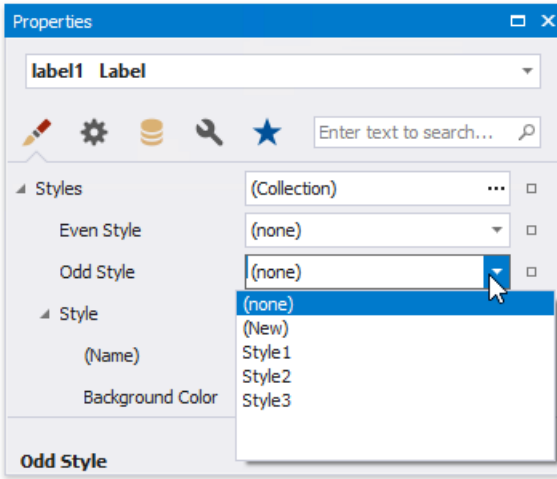 Properties
label1 Label
Enter text to search...
Styles (Collection) ...
Even Style (none)
Odd Style (none)
(none)
Style (New)
Style1
(Name) Style2
Background Color Style3
Odd Style